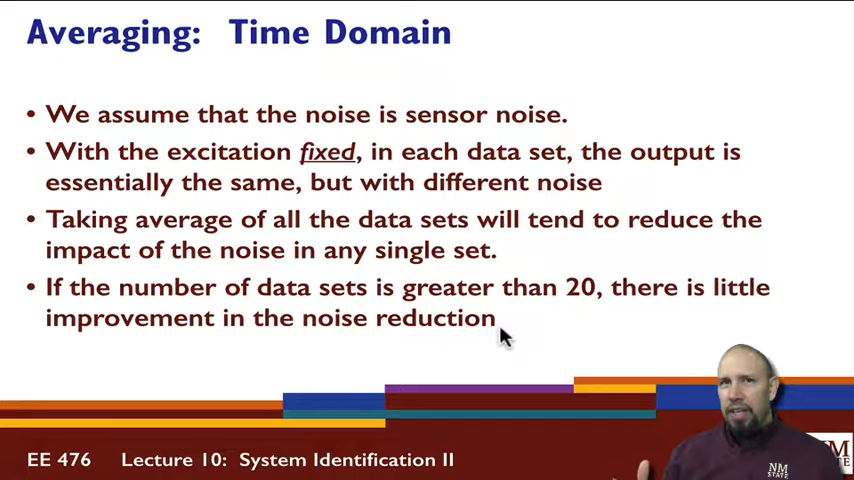 Averaging: Time Domain
• We assume that the noise is sensor noise.
• With the excitation fixed, in each data set, the output is
essentially the same, but with different noise
• Taking average of all the data sets will tend to reduce the
impact of the noise in any single set.
• If the number of data sets is greater than 20, there is little
improvement in the noise reduction
EE 476 Lecture 10: System Identification II
NM
STATE
NM